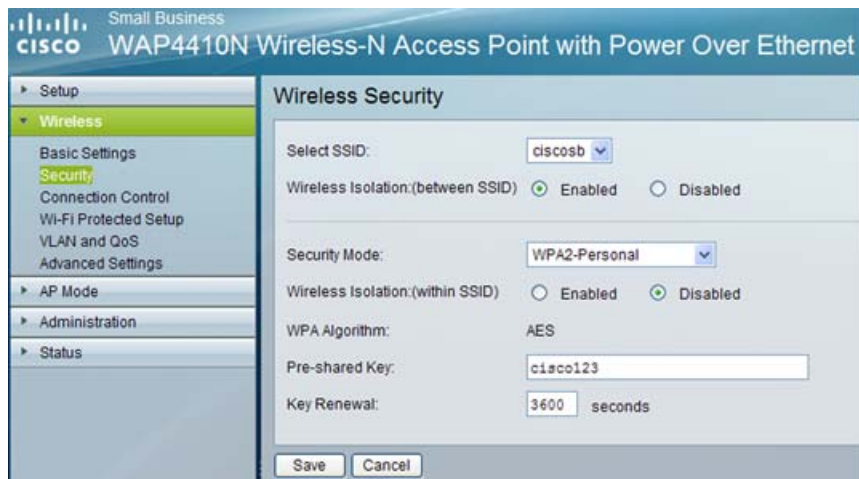 Small Business
CISCO WAP4410N Wireless-N Access Point with Power Over Ethernet
Setup
Wireless
Basic Settings
Security
Connection Control
Wi-Fi Protected Setup
VLAN and QoS
Advanced Settings
AP Mode
Administration
Status
Wireless Security
Select SSID: ciscosb
Wireless Isolation:(between SSID) Enabled Disabled
Security Mode: WPA2-Personal
Wireless Isolation:(within SSID) Enabled Disabled
WPA Algorithm: AES
Pre-shared Key: cisco123
Key Renewal: 3600 seconds
Save Cancel